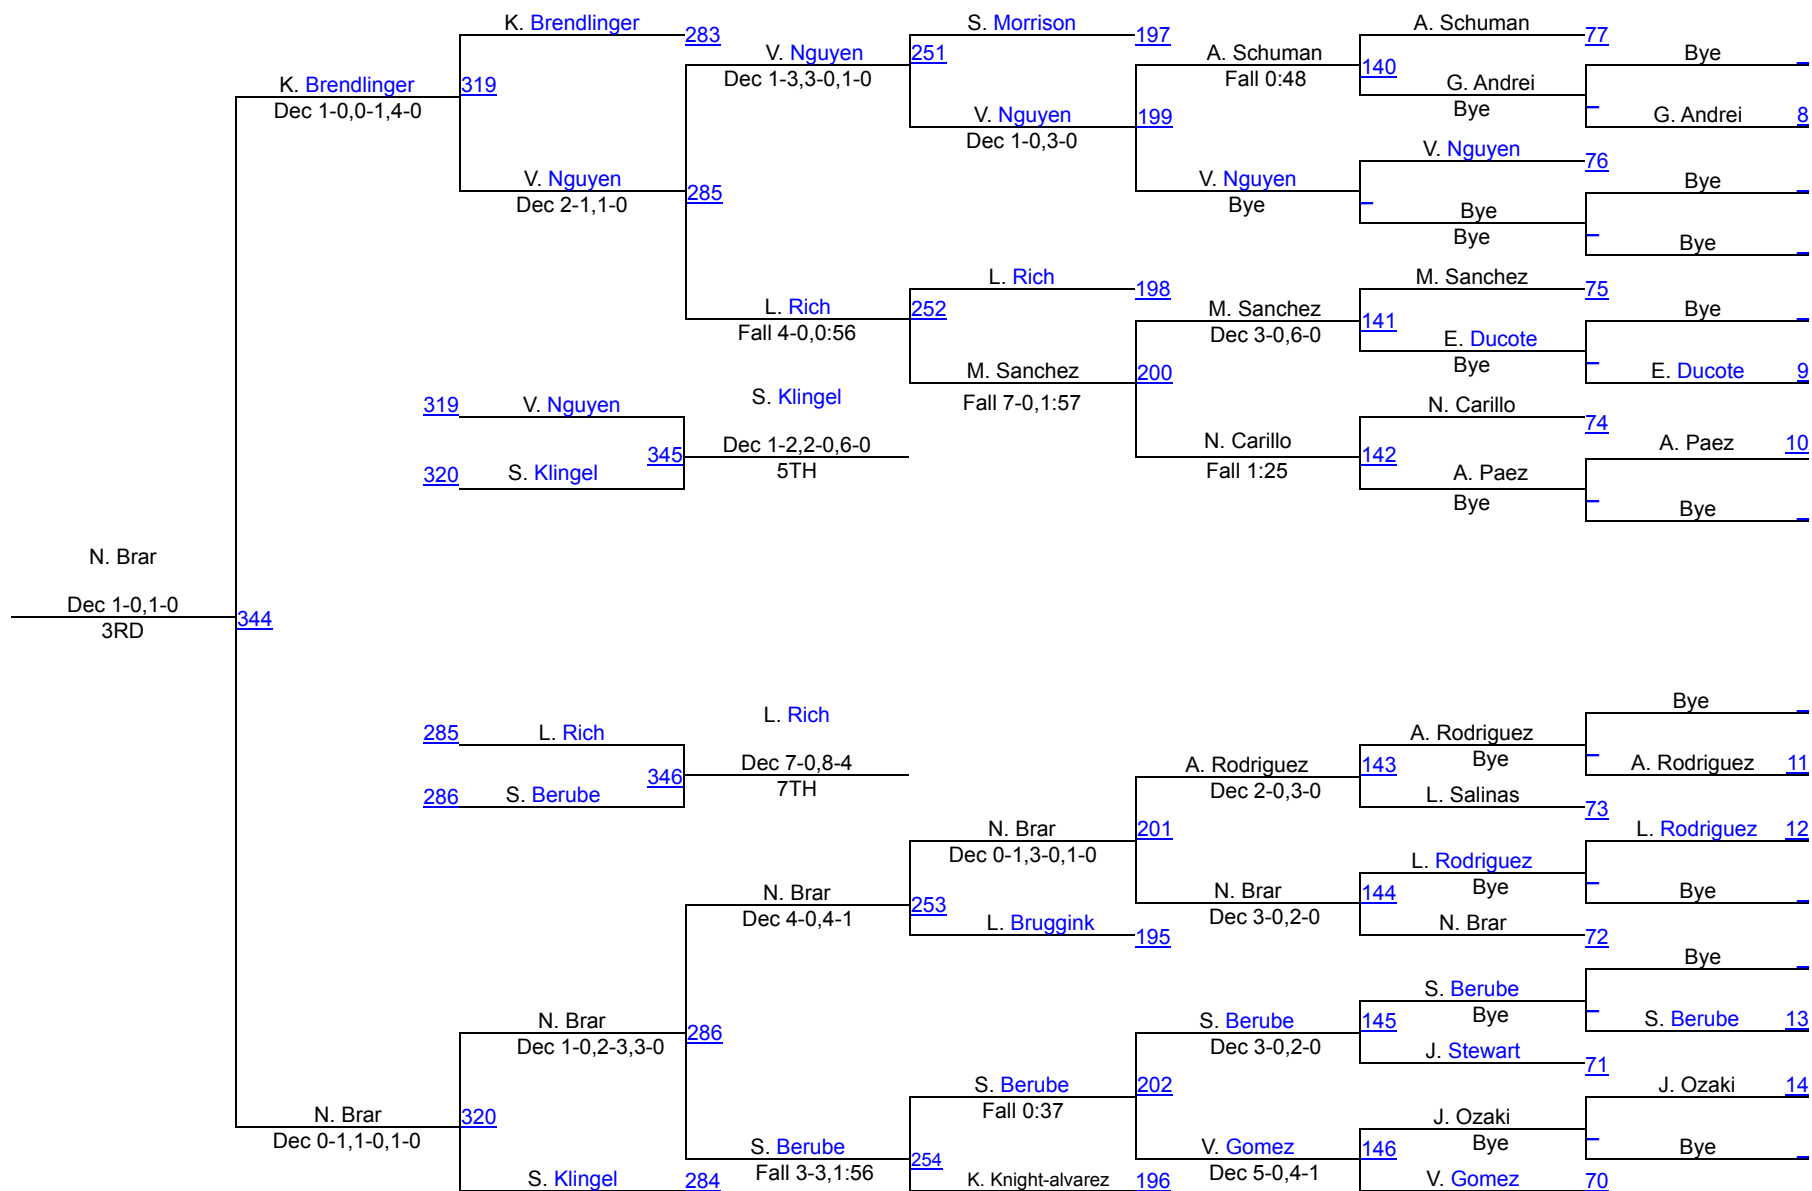 K. Brendlinger
283
S. Morrison
197
A. Schuman
77
V. Nguyen
251
Dec 1-3,3-0,1-0
A. Schuman
Fall 0:48
140
Bye
K. Brendlinger
319
Dec 1-0,0-1,4-0
G. Andrei
Bye
V. Nguyen
199
Dec 1-0,3-0
G. Andrei
8
V. Nguyen
76
V. Nguyen
285
Dec 2-1,1-0
V. Nguyen
Bye
Bye
Bye
Bye
Bye
L. Rich
198
M. Sanchez
75
L. Rich
252
Fall 4-0,0:56
M. Sanchez
141
Dec 3-0,6-0
Bye
E. Ducote
Bye
M. Sanchez
200
Fall 7-0,1:57
E. Ducote
9
319
V. Nguyen
S. Klingel
N. Carillo
74
345
Dec 1-2,2-0,6-0
5TH
N. Carillo
142
Fall 1:25
A. Paez
10
320
S. Klingel
A. Paez
Bye
Bye
N. Brar
Dec 1-0,1-0
344
3RD
285
L. Rich
L. Rich
Bye
A. Rodriguez
Bye
346
Dec 7-0,8-4
7TH
A. Rodriguez
143
Dec 2-0,3-0
A. Rodriguez
11
286
S. Berube
L. Salinas
73
N. Brar
201
Dec 0-1,3-0,1-0
L. Rodriguez
12
L. Rodriguez
Bye
N. Brar
253
Dec 4-0,4-1
N. Brar
144
Dec 3-0,2-0
Bye
L. Bruggink
195
N. Brar
72
Bye
S. Berube
Bye
N. Brar
286
Dec 1-0,2-3,3-0
S. Berube
145
Dec 3-0,2-0
S. Berube
13
J. Stewart
71
S. Berube
202
Fall 0:37
J. Ozaki
14
N. Brar
320
Dec 0-1,1-0,1-0
J. Ozaki
Bye
S. Berube
254
Fall 3-3,1:56
V. Gomez
146
Dec 5-0,4-1
Bye
S. Klingel
284
K. Knight-alvarez
196
V. Gomez
70